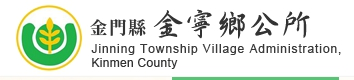 金門縣 金寧鄉公所
Jinning Township Village Administration,
Kinmen County